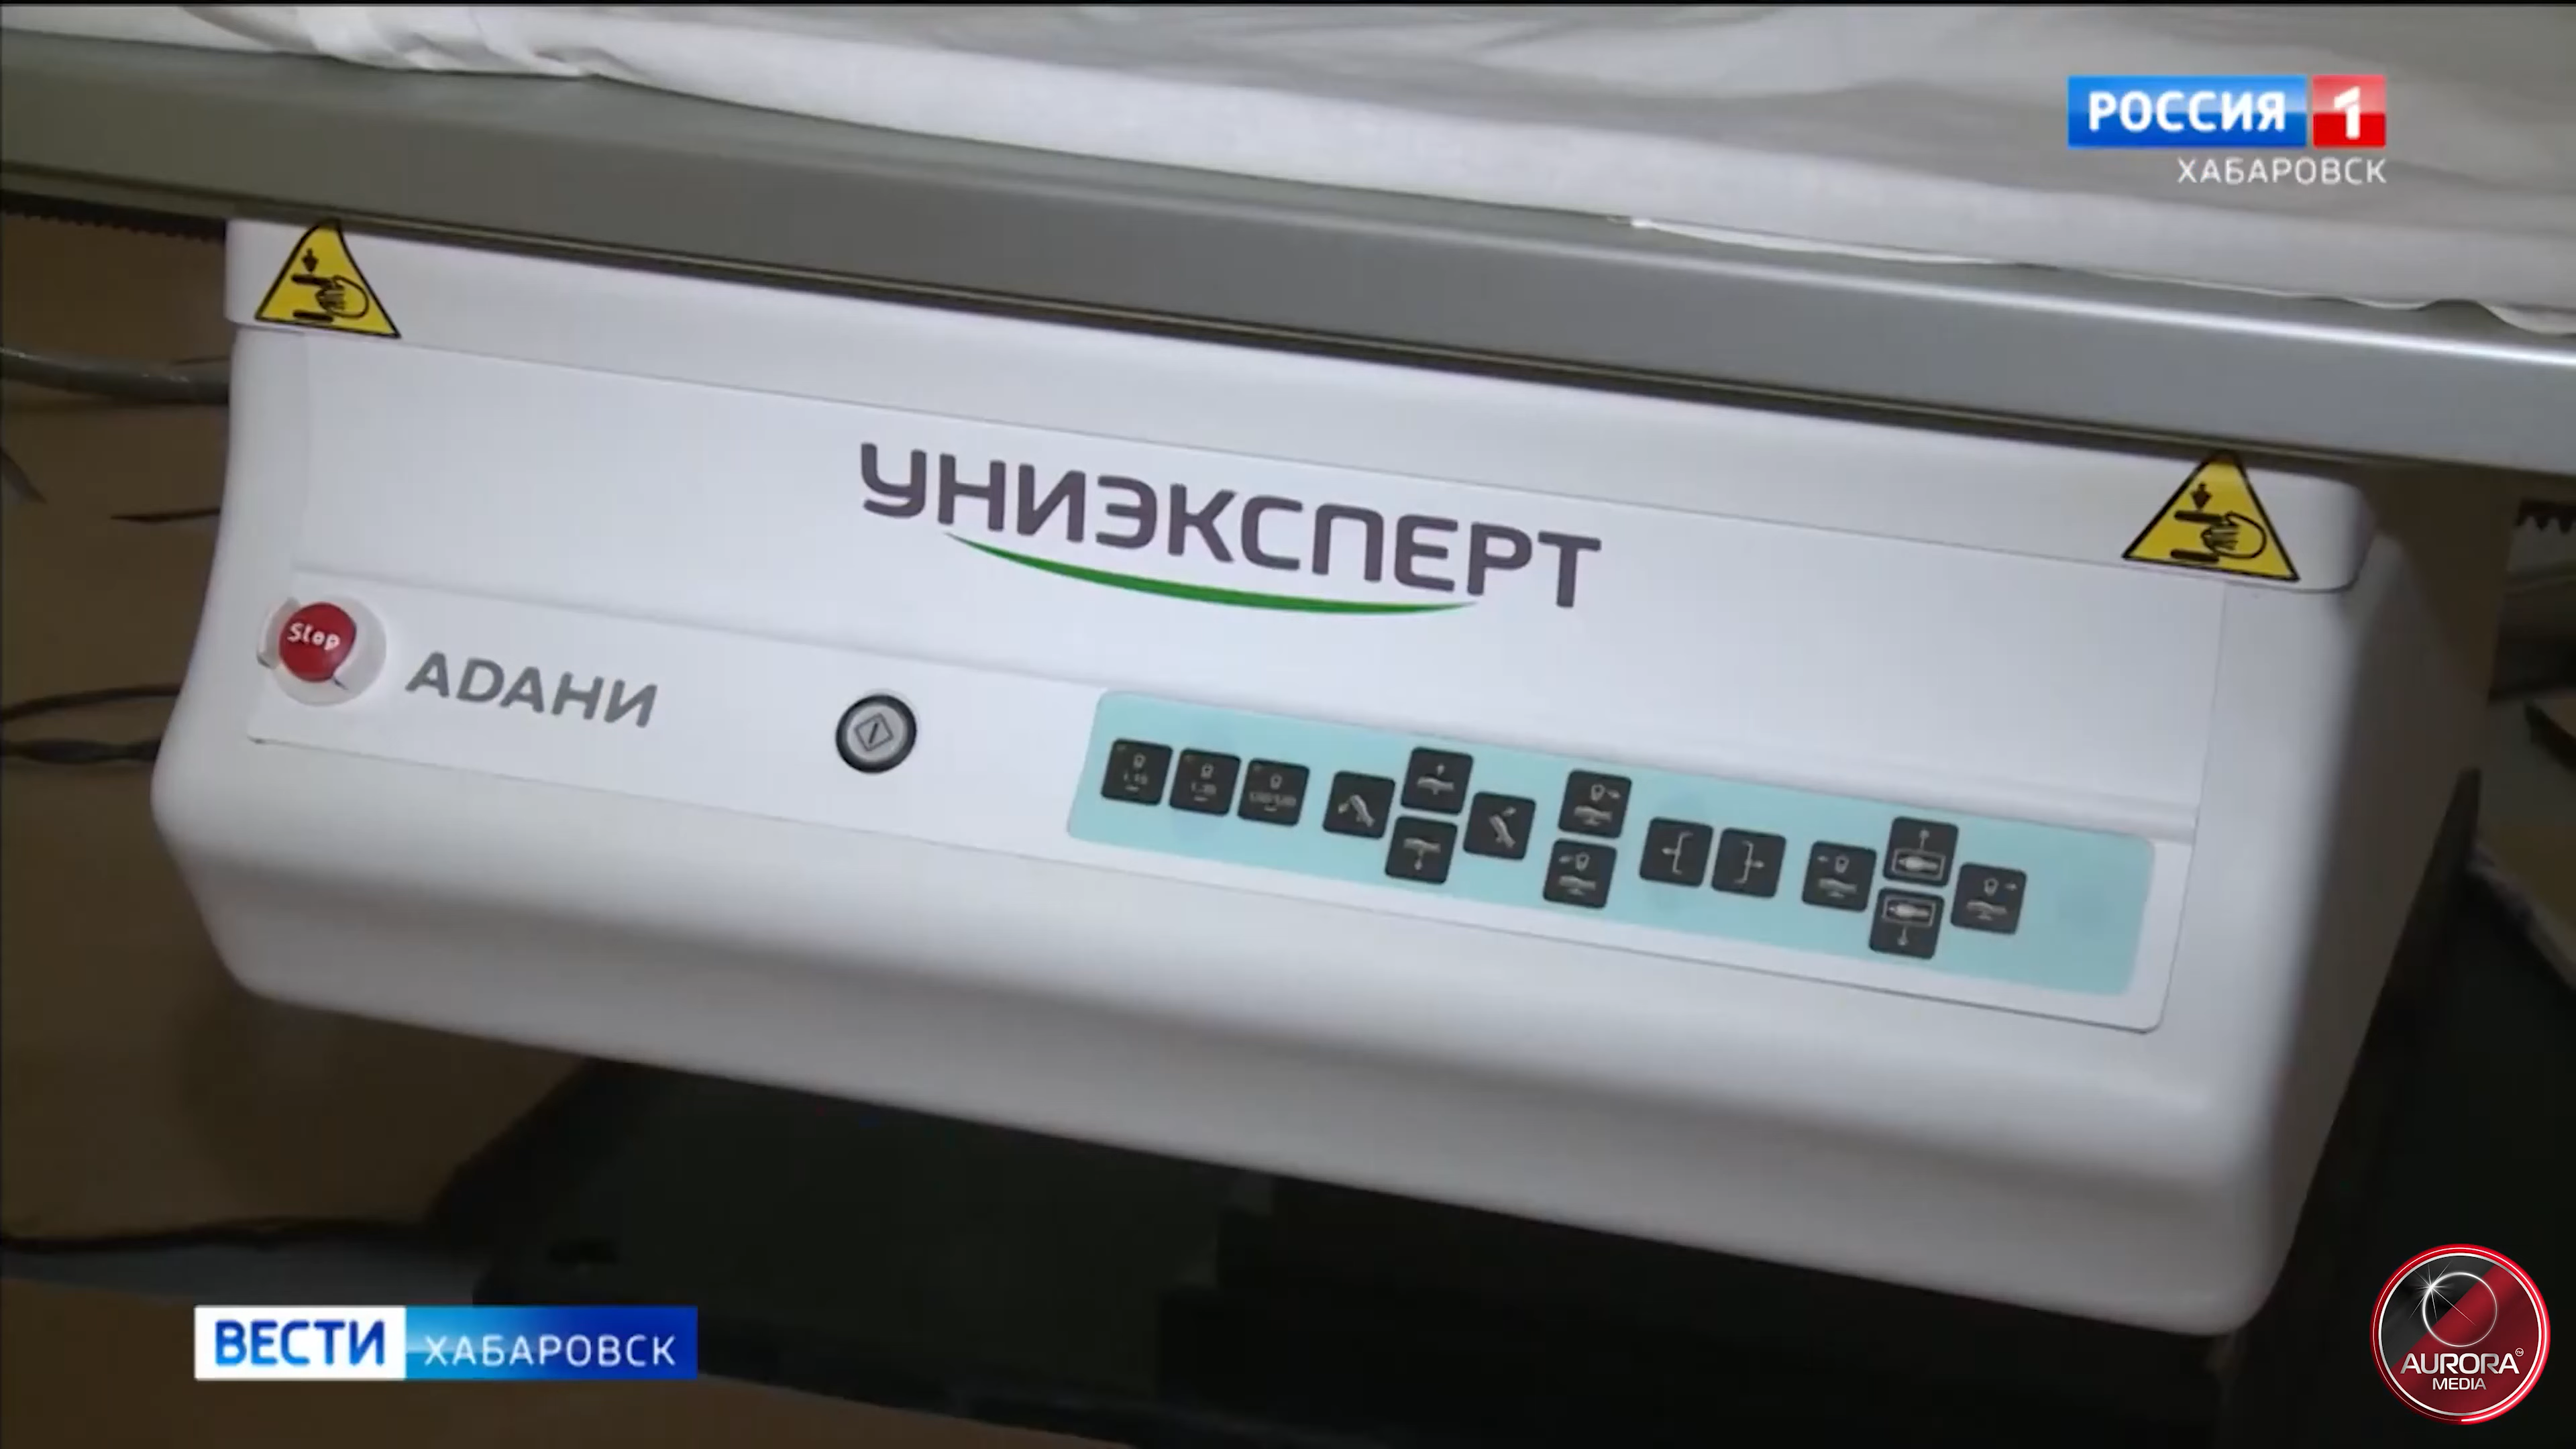 РОССИЯ 1
ХАБАРОВСК
УНИЭКСПЕРТ
Stop
АДАНИ
ВЕСТИ ХАБАРОВСК
AURORA
MEDIA